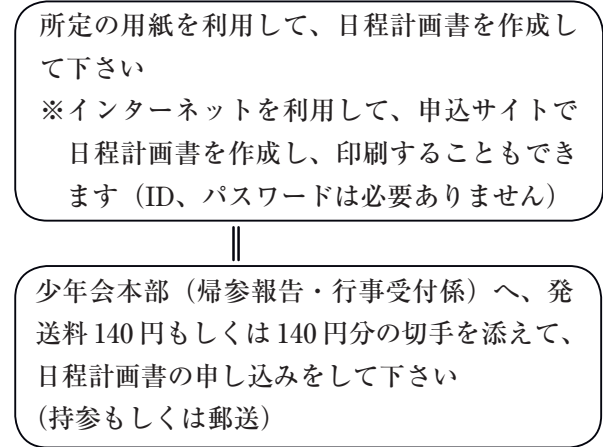 所定の用紙を利用して、日程計画書を作成し
て下さい
※インターネットを利用して、申込サイトで
日程計画書を作成し、印刷することもでき
ます（ID、パスワードは必要ありません）
少年会本部（帰参報告・行事受付係）へ、発
送料 140 円もしくは 140 円分の切手を添えて、
日程計画書の申し込みをして下さい
(持参もしくは郵送）